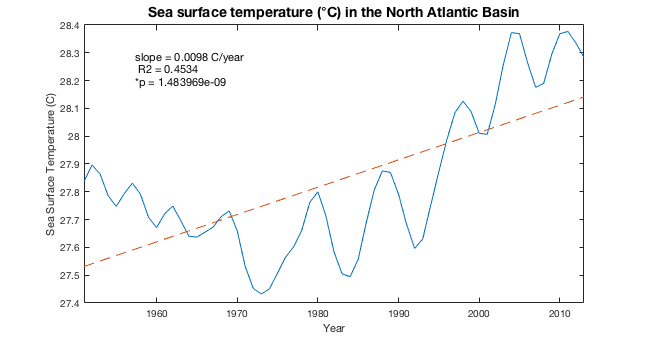 Sea surface temperature (°C) in the North Atlantic Basin
28.4
28.3
28.2
28.1
28
27.9
27.8
27.7
27.6
27.5
27.4
Sea Surface Temperature (C)
slope = 0.0098 C/year
R2 = 0.4534
*p = 1.483969e-09
1960 1970 1980 1990 2000 2010
Year